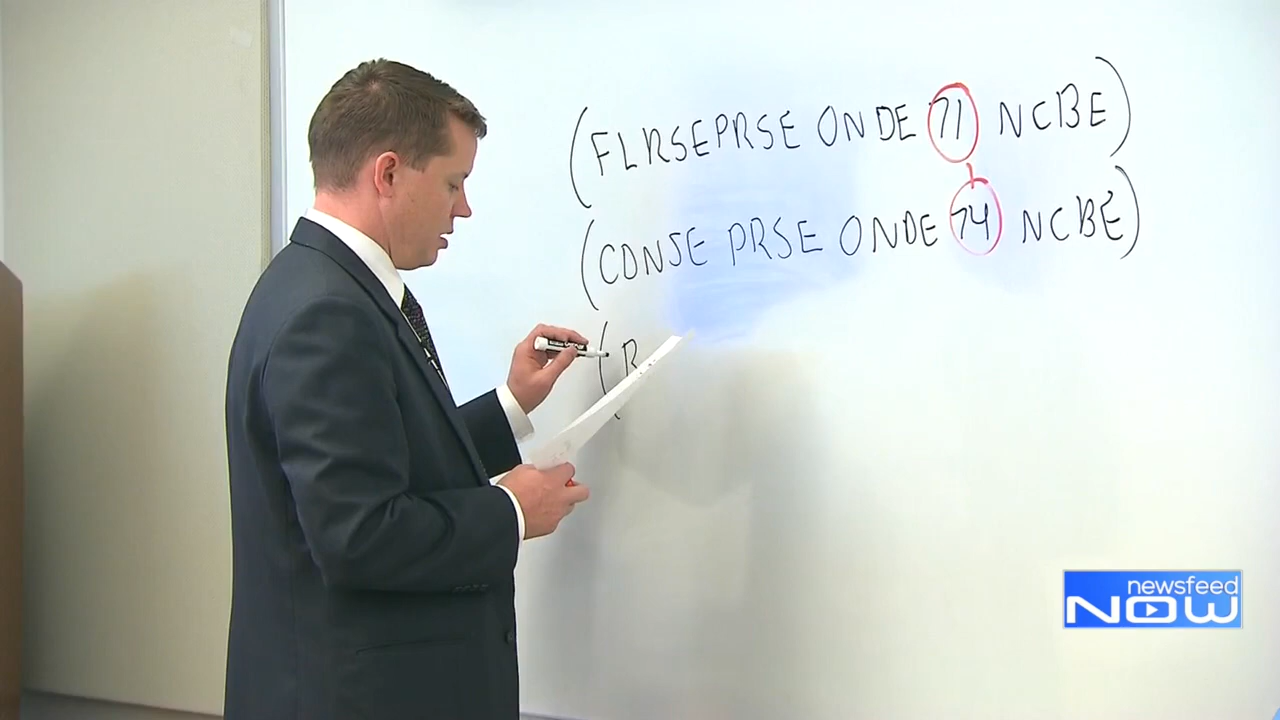 (FLRSEPRSE ONDE 71 NCBE)
(CONSE PRSE ONDE 74 NCBE)
(B
newsfeed
NOW